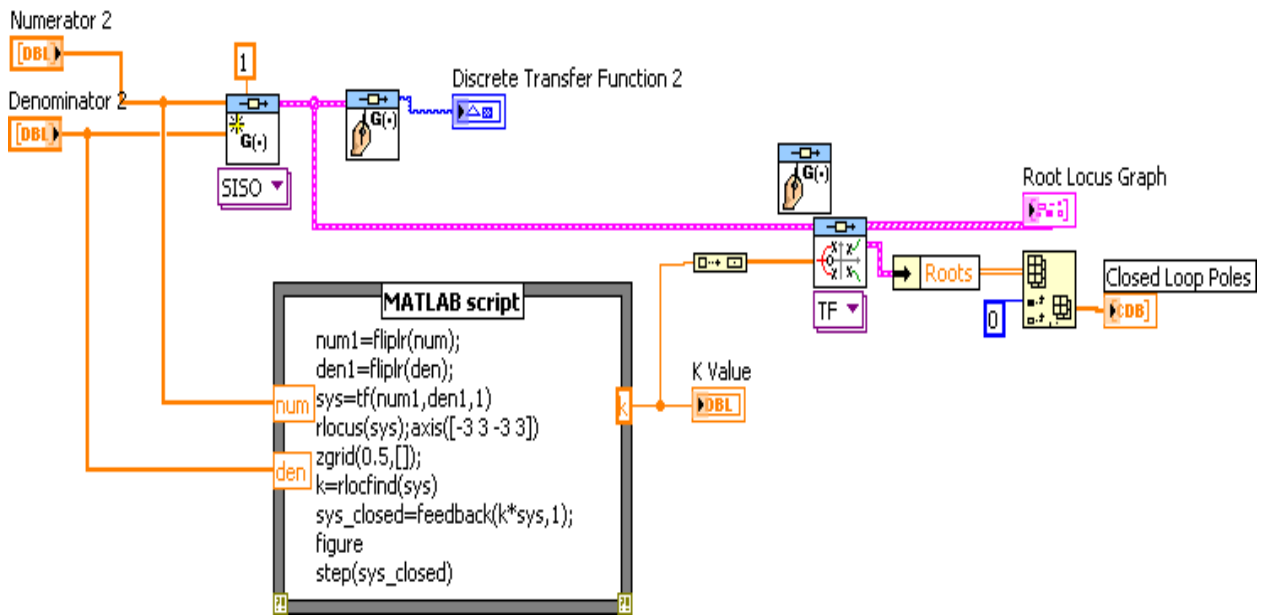 Numerator 2
[DBL]
Denominator 2
[DBL]
1
G(•)
SISO
G(•)
Discrete Transfer Function 2
G(•)
Root Locus Graph
TF
Roots
0
Closed Loop Poles
CDB]
K Value
DBL
MATLAB script
num
den
num1=fliplr(num);
den1=fliplr(den);
sys=tf(num1,den1,1)
rlocus(sys);axis([-3 3 -3 3])
zgrid(0.5,[]);
k=rlocfind(sys)
sys_closed=feedback(k*sys,1);
figure
step(sys_closed)
k